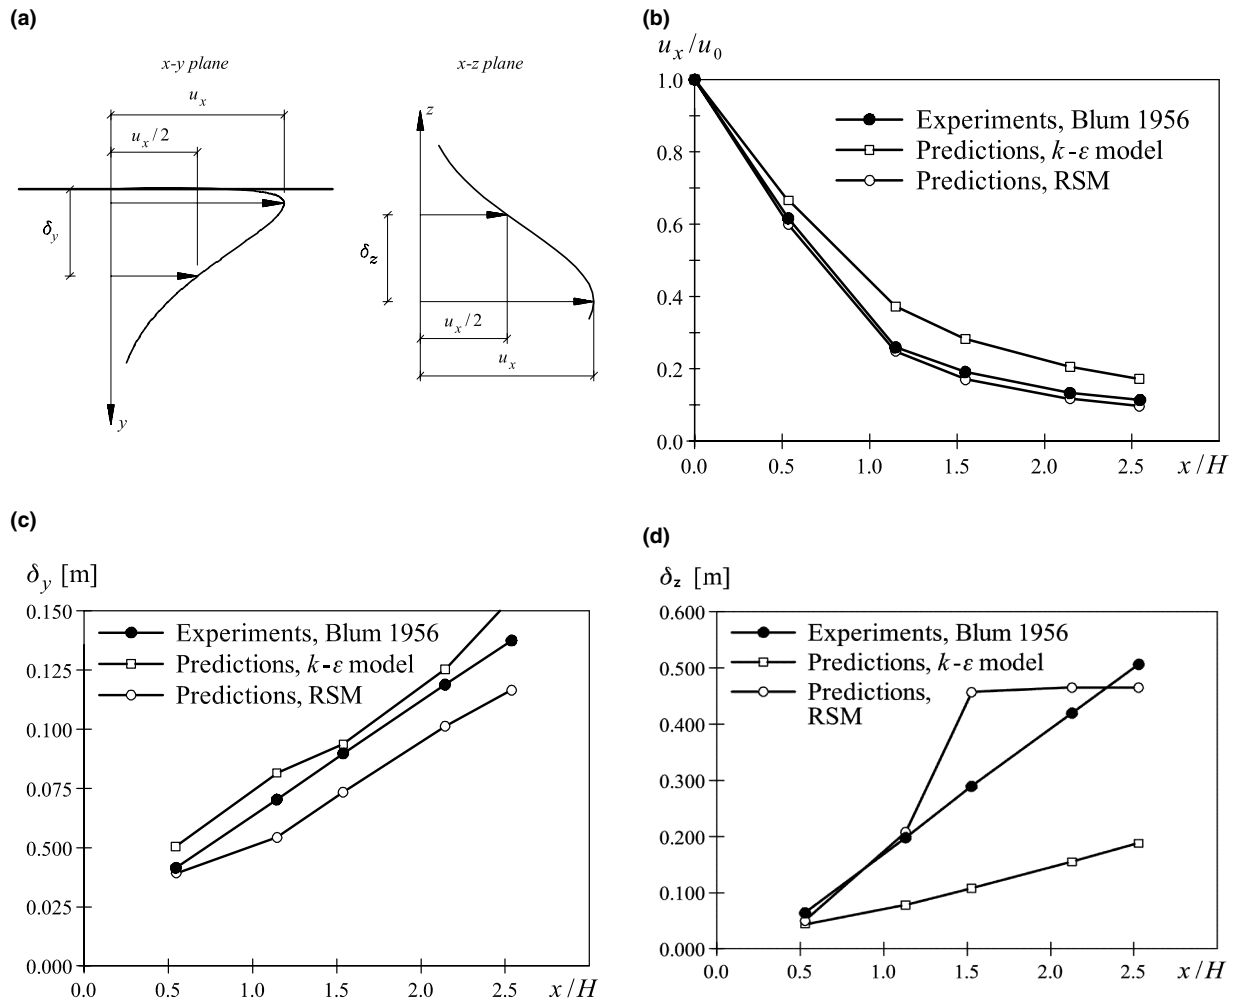 (a)
x-y plane
u_x
u_x/2
δ_y
y
x-z plane
z
δ_z
u_x/2
u_x
(b)
u_x/u_0
1.0
0.8
0.6
0.4
0.2
0.0
Experiments, Blum 1956
Predictions, k-ε model
Predictions, RSM
0.0 0.5 1.0 1.5 2.0 2.5 x/H
(c)
δ_y [m]
0.150
0.125
0.100
0.075
0.500
0.025
0.000
Experiments, Blum 1956
Predictions, k-ε model
Predictions, RSM
0.0 0.5 1.0 1.5 2.0 2.5 x/H
(d)
δ_z [m]
0.600
0.500
0.400
0.300
0.200
0.100
0.000
Experiments, Blum 1956
Predictions, k-ε model
Predictions,
RSM
0.0 0.5 1.0 1.5 2.0 2.5 x/H